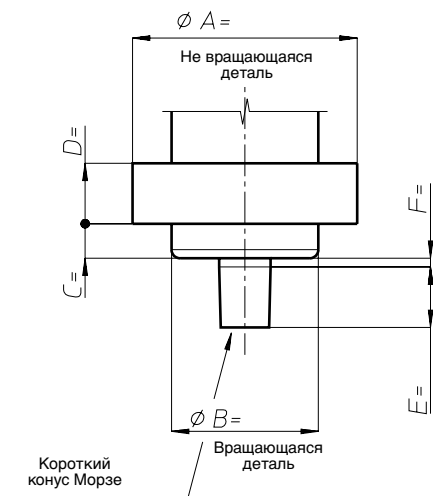 Ø A=
Не вращающаяся
деталь
D=
F=
C=
E=
Ø B=
Вращающаяся
деталь
Короткий
конус Морзе